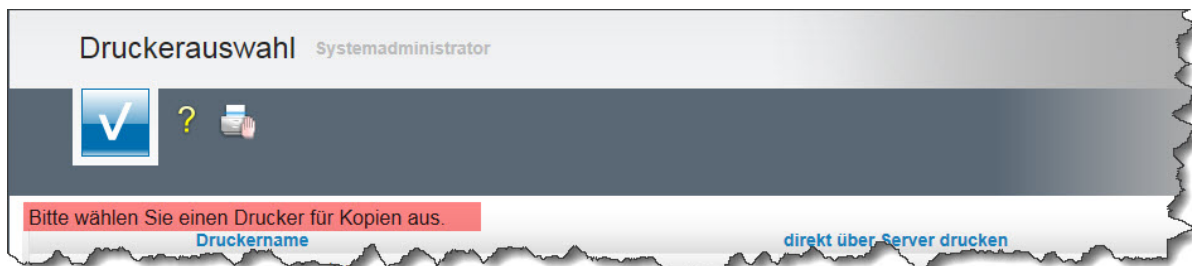 Druckerauswahl Systemadministrator
?
Bitte wählen Sie einen Drucker für Kopien aus.
Druckername direkt über Server drucken